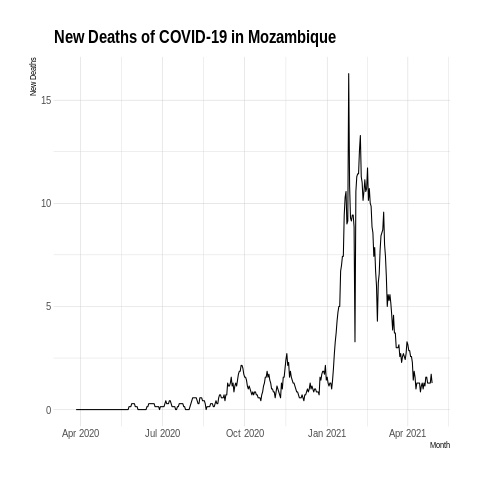 New Deaths of COVID-19 in Mozambique
New Deaths
15
10
5
0
Apr 2020 Jul 2020 Oct 2020 Jan 2021 Apr 2021
Month